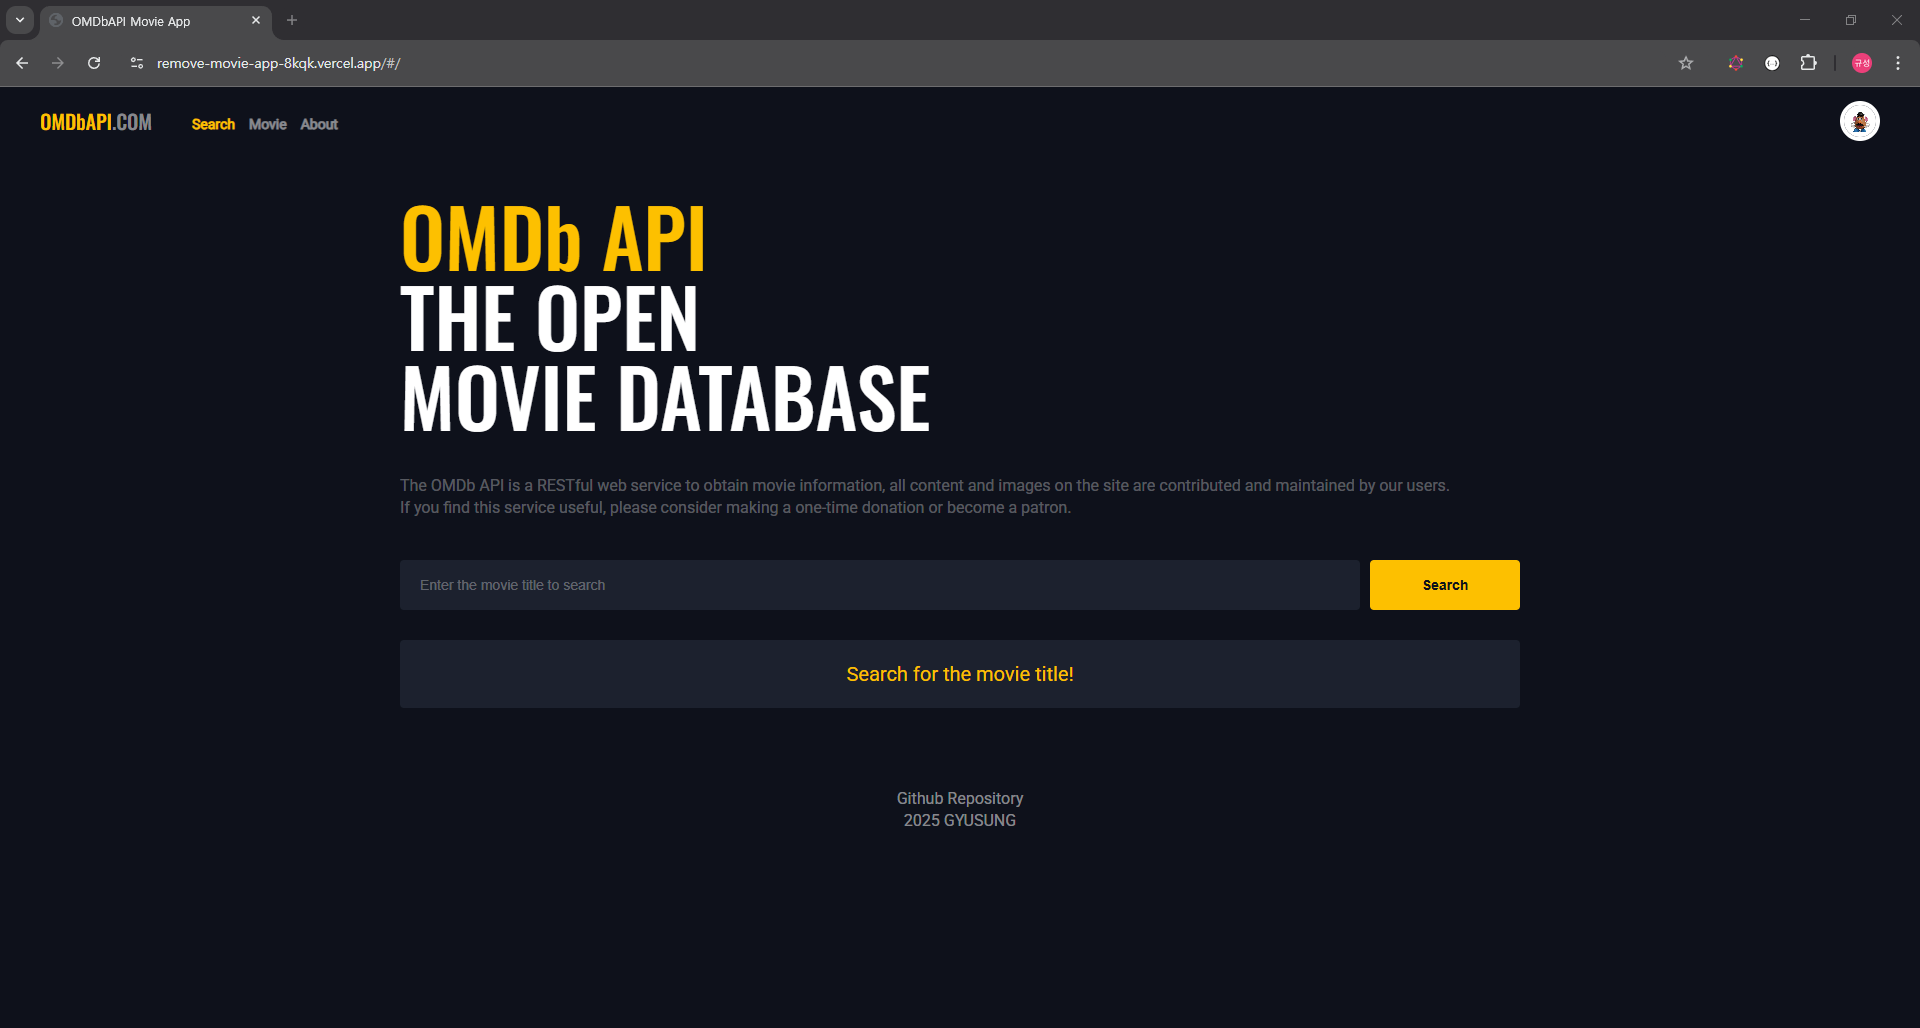 OMDbAPI Movie App
remove-movie-app-8kqk.vercel.app/#/
규성
OMDbAPI.COM
Search Movie About
OMDb API
THE OPEN
MOVIE DATABASE
The OMDb API is a RESTful web service to obtain movie information, all content and images on the site are contributed and maintained by our users.
If you find this service useful, please consider making a one-time donation or become a patron.
Enter the movie title to search
Search
Search for the movie title!
Github Repository
2025 GYUSUNG